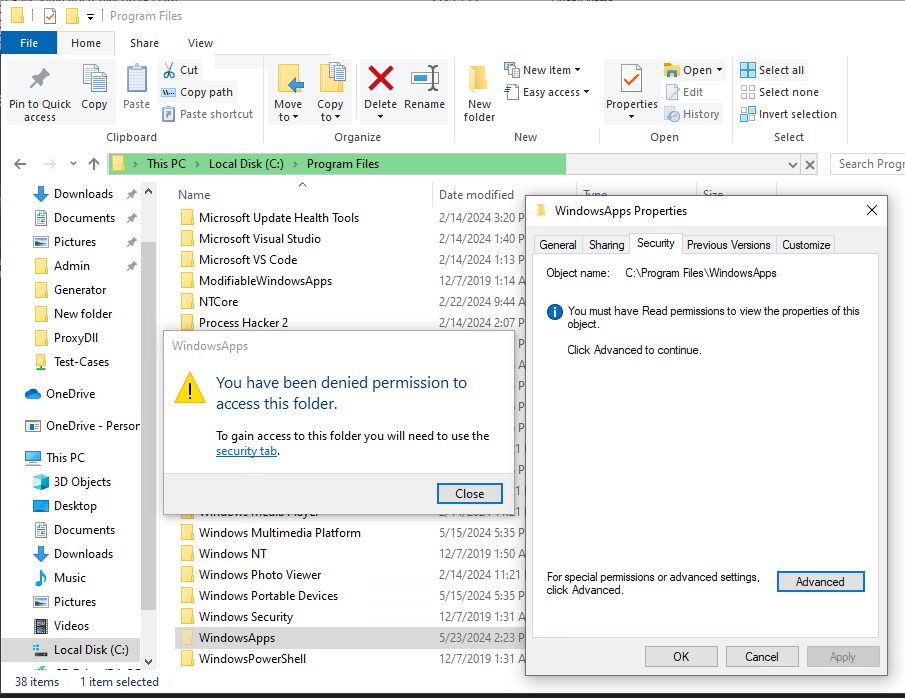 Program Files
File
Home
Share
View
Pin to Quick access
Copy
Paste
Cut
Copy path
Paste shortcut
Clipboard
Move to
Copy to
Delete
Rename
Organize
New folder
New item
Easy access
New
Properties
Open
Edit
History
Open
Select all
Select none
Invert selection
Select
This PC
Local Disk (C:)
Program Files
Search Progr
Downloads
Documents
Pictures
Admin
Generator
New folder
ProxyDll
Test-Cases
OneDrive
OneDrive - Person
This PC
3D Objects
Desktop
Documents
Downloads
Music
Pictures
Videos
Local Disk (C:)
Name
Date modified
Type
Size
Microsoft Update Health Tools
2/14/2024 3:20 P
Microsoft Visual Studio
2/14/2024 1:40 P
Microsoft VS Code
2/14/2024 1:13 P
ModifiableWindowsApps
12/7/2019 1:14 A
NTCore
2/22/2024 9:44 A
Process Hacker 2
2/14/2024 2:07 P
Windows Media Player
Windows Multimedia Platform
5/15/2024 5:35 P
Windows NT
12/7/2019 1:50 A
Windows Photo Viewer
2/14/2024 11:21
Windows Portable Devices
5/15/2024 5:35 P
Windows Security
12/7/2019 1:31 A
WindowsApps
5/23/2024 2:23 P
WindowsPowerShell
12/7/2019 1:31 A
WindowsApps
You have been denied permission to
access this folder.
To gain access to this folder you will need to use the
security tab.
Close
WindowsApps Properties
General
Sharing
Security
Previous Versions
Customize
Object name: C:\Program Files\WindowsApps
You must have Read permissions to view the properties of this
object.
Click Advanced to continue.
For special permissions or advanced settings,
click Advanced.
Advanced
OK
Cancel
Apply
38 items
1 item selected